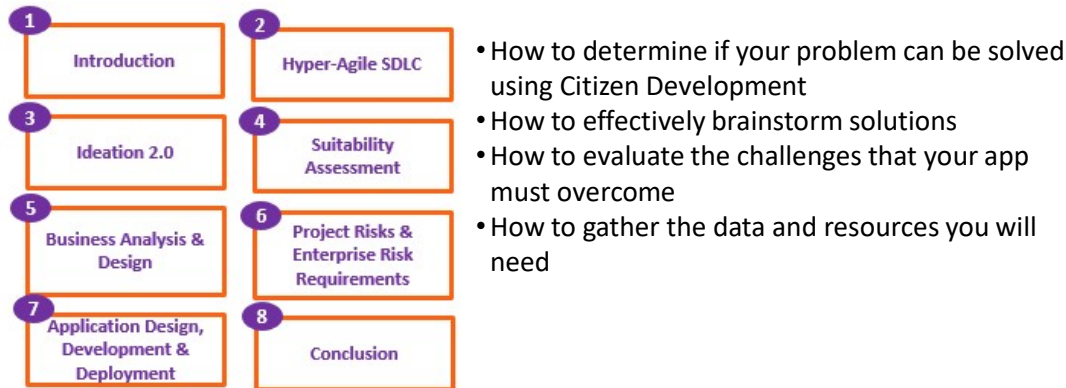 1
Introduction
2
Hyper-Agile SDLC
3
Ideation 2.0
4
Suitability
Assessment
5
Business Analysis &
Design
6
Project Risks &
Enterprise Risk
Requirements
7
Application Design,
Development &
Deployment
8
Conclusion
• How to determine if your problem can be solved
using Citizen Development
• How to effectively brainstorm solutions
• How to evaluate the challenges that your app
must overcome
• How to gather the data and resources you will
need